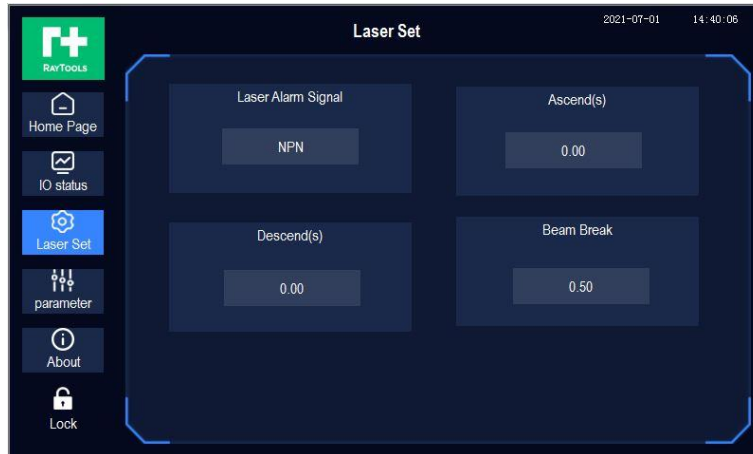 Laser Set
2021-07-01 14:40:06
RAYTOOLS
Home Page
IO status
Laser Set
parameter
About
Lock
Laser Alarm Signal
NPN
Ascend(s)
0.00
Descend(s)
0.00
Beam Break
0.50